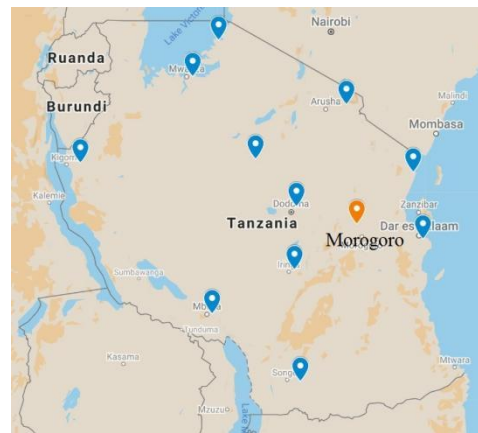 Nairobi
Lake Victoria
Ruanda
Mwanza
Burundi
Arusha
Malindi
Mombasa
Kigoma
Kalemie
Dodoma
Zanzibar
Tanzania
Dar es Salaam
Morogoro
Sumbawanga
Iringa
Mbeya
Tunduma
Kasama
Songea
Mtwara
Mzuzu